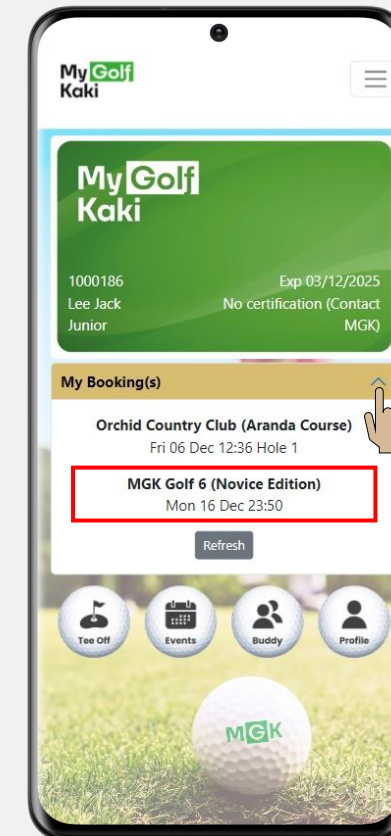 My Golf
Kaki
My Golf
Kaki
1000186
Exp 03/12/2025
Lee Jack
No certification (Contact
Junior
MGK)
My Booking(s)
Orchid Country Club (Aranda Course)
Fri 06 Dec 12:36 Hole 1
MGK Golf 6 (Novice Edition)
Mon 16 Dec 23:50
Refresh
Tee Off
Events
Buddy
Profile
MGK